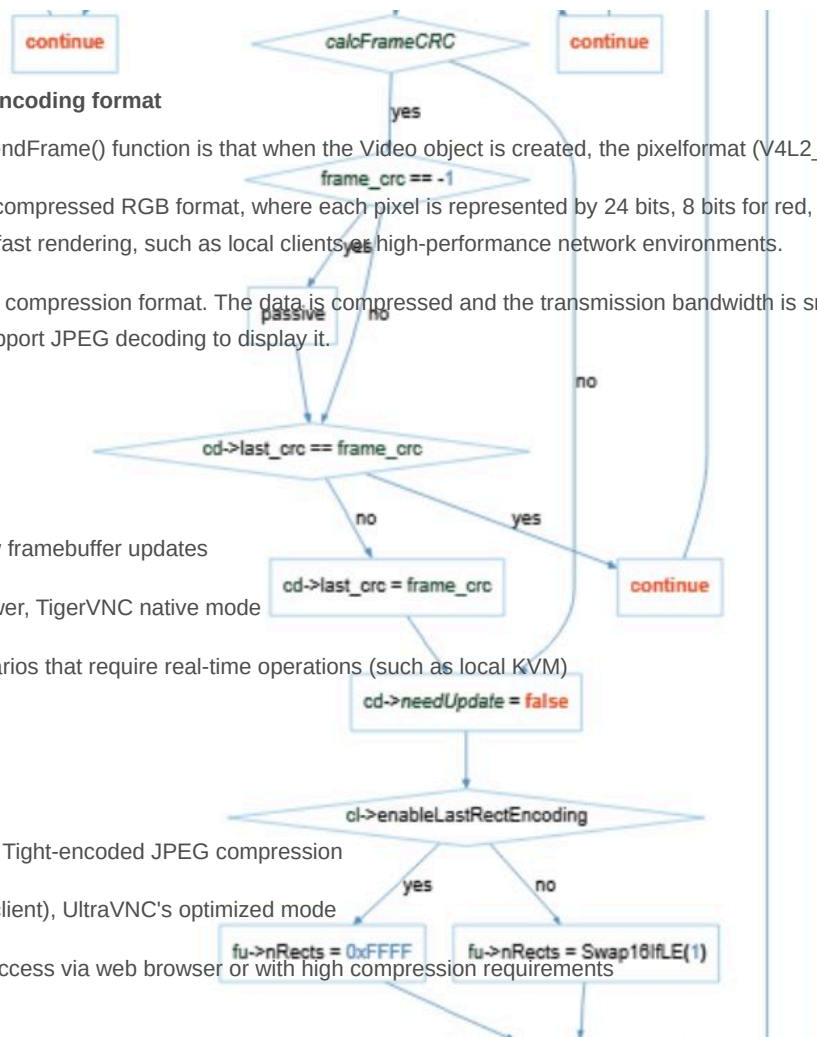 continue
calcFrameCRC
continue
ncoding format
yes
endFrame() function is that when the Video object is created, the pixelformat (V4L2_
frame_crc == -1
compressed RGB format, where each pixel is represented by 24 bits, 8 bits for red,
fast rendering, such as local clients or high-performance network environments.
yes
compression format. The data is compressed and the transmission bandwidth is
passive
no
pport JPEG decoding to display it.
no
cd->last_crc == frame_crc
no
yes
framebuffer updates
cd->last_crc = frame_crc
continue
wer, TigerVNC native mode
arios that require real-time operations (such as local KVM)
cd->needUpdate = false
cl->enableLastRectEncoding
Tight-encoded JPEG compression
yes
no
client), UltraVNC's optimized mode
fu->nRects = 0xFFFF
fu->nRects = Swap16IfLE(1)
ccess via web browser or with high compression requirements